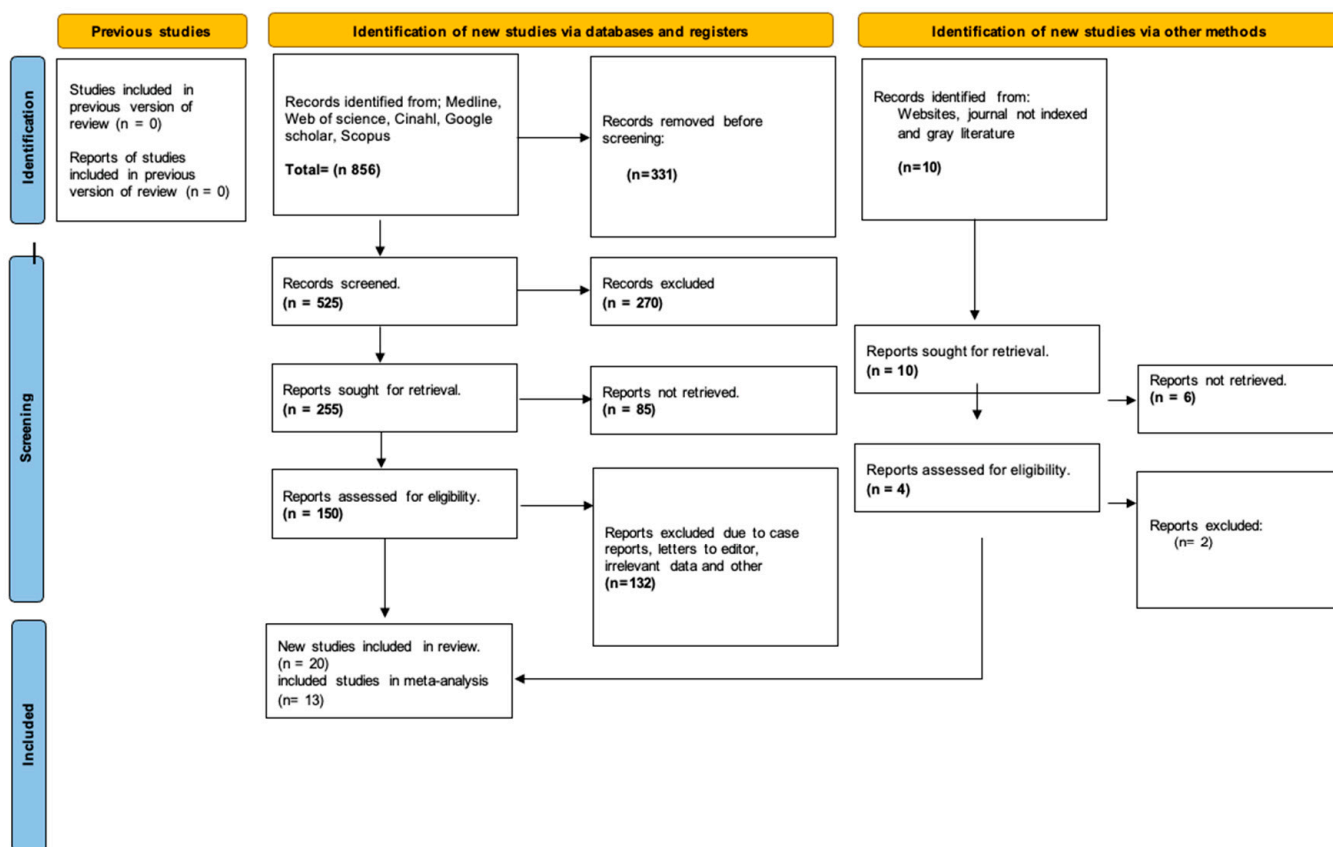 Previous studies
Identification of new studies via databases and registers
Identification of new studies via other methods
Identification
Studies included in
previous version of
review (n = 0)
Reports of studies
included in previous
version of review (n = 0)
Records identified from; Medline,
Web of science, Cinahl, Google
scholar, Scopus
Total= (n 856)
Records removed before
screening:
(n=331)
Records identified from:
Websites, journal not indexed
and gray literature
(n=10)
Screening
Records screened.
(n = 525)
Records excluded
(n = 270)
Reports sought for retrieval.
(n = 255)
Reports not retrieved.
(n = 85)
Reports sought for retrieval.
(n = 10)
Reports not retrieved.
(n = 6)
Reports assessed for eligibility.
(n = 150)
Reports excluded due to case
reports, letters to editor,
irrelevant data and other
(n=132)
Reports assessed for eligibility.
(n = 4)
Reports excluded:
(n= 2)
Included
New studies included in review.
(n = 20)
included studies in meta-analysis
(n= 13)